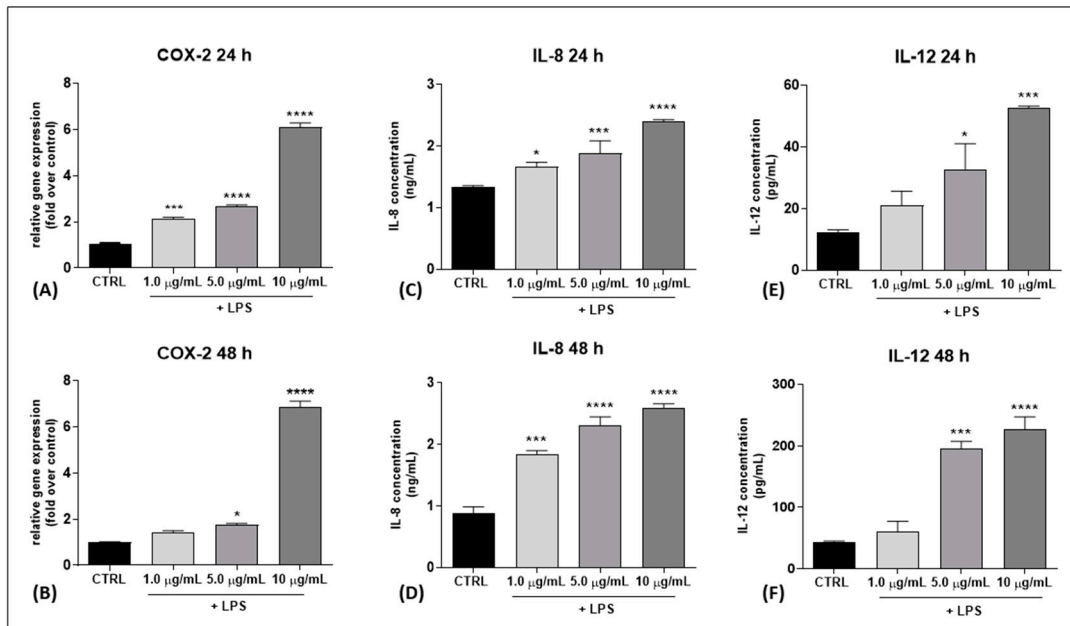 COX-2 24 h
relative gene expression
(fold over control)
8
6
4
2
0
***
****
****
CTRL
1.0 μg/mL
5.0 μg/mL
10 μg/mL
+ LPS
(A)
IL-8 24 h
IL-8 concentration
(ng/mL)
3
2
1
0
*
***
****
CTRL
1.0 μg/mL
5.0 μg/mL
10 μg/mL
+ LPS
(C)
IL-12 24 h
IL-12 concentration
(pg/mL)
60
40
20
0
*
***
CTRL
1.0 μg/mL
5.0 μg/mL
10 μg/mL
+ LPS
(E)
COX-2 48 h
relative gene expression
(fold over control)
8
6
4
2
0
*
****
CTRL
1.0 μg/mL
5.0 μg/mL
10 μg/mL
+ LPS
(B)
IL-8 48 h
IL-8 concentration
(ng/mL)
3
2
1
0
***
****
****
CTRL
1.0 μg/mL
5.0 μg/mL
10 μg/mL
+ LPS
(D)
IL-12 48 h
IL-12 concentration
(pg/mL)
300
200
100
0
***
****
CTRL
1.0 μg/mL
5.0 μg/mL
10 μg/mL
+ LPS
(F)